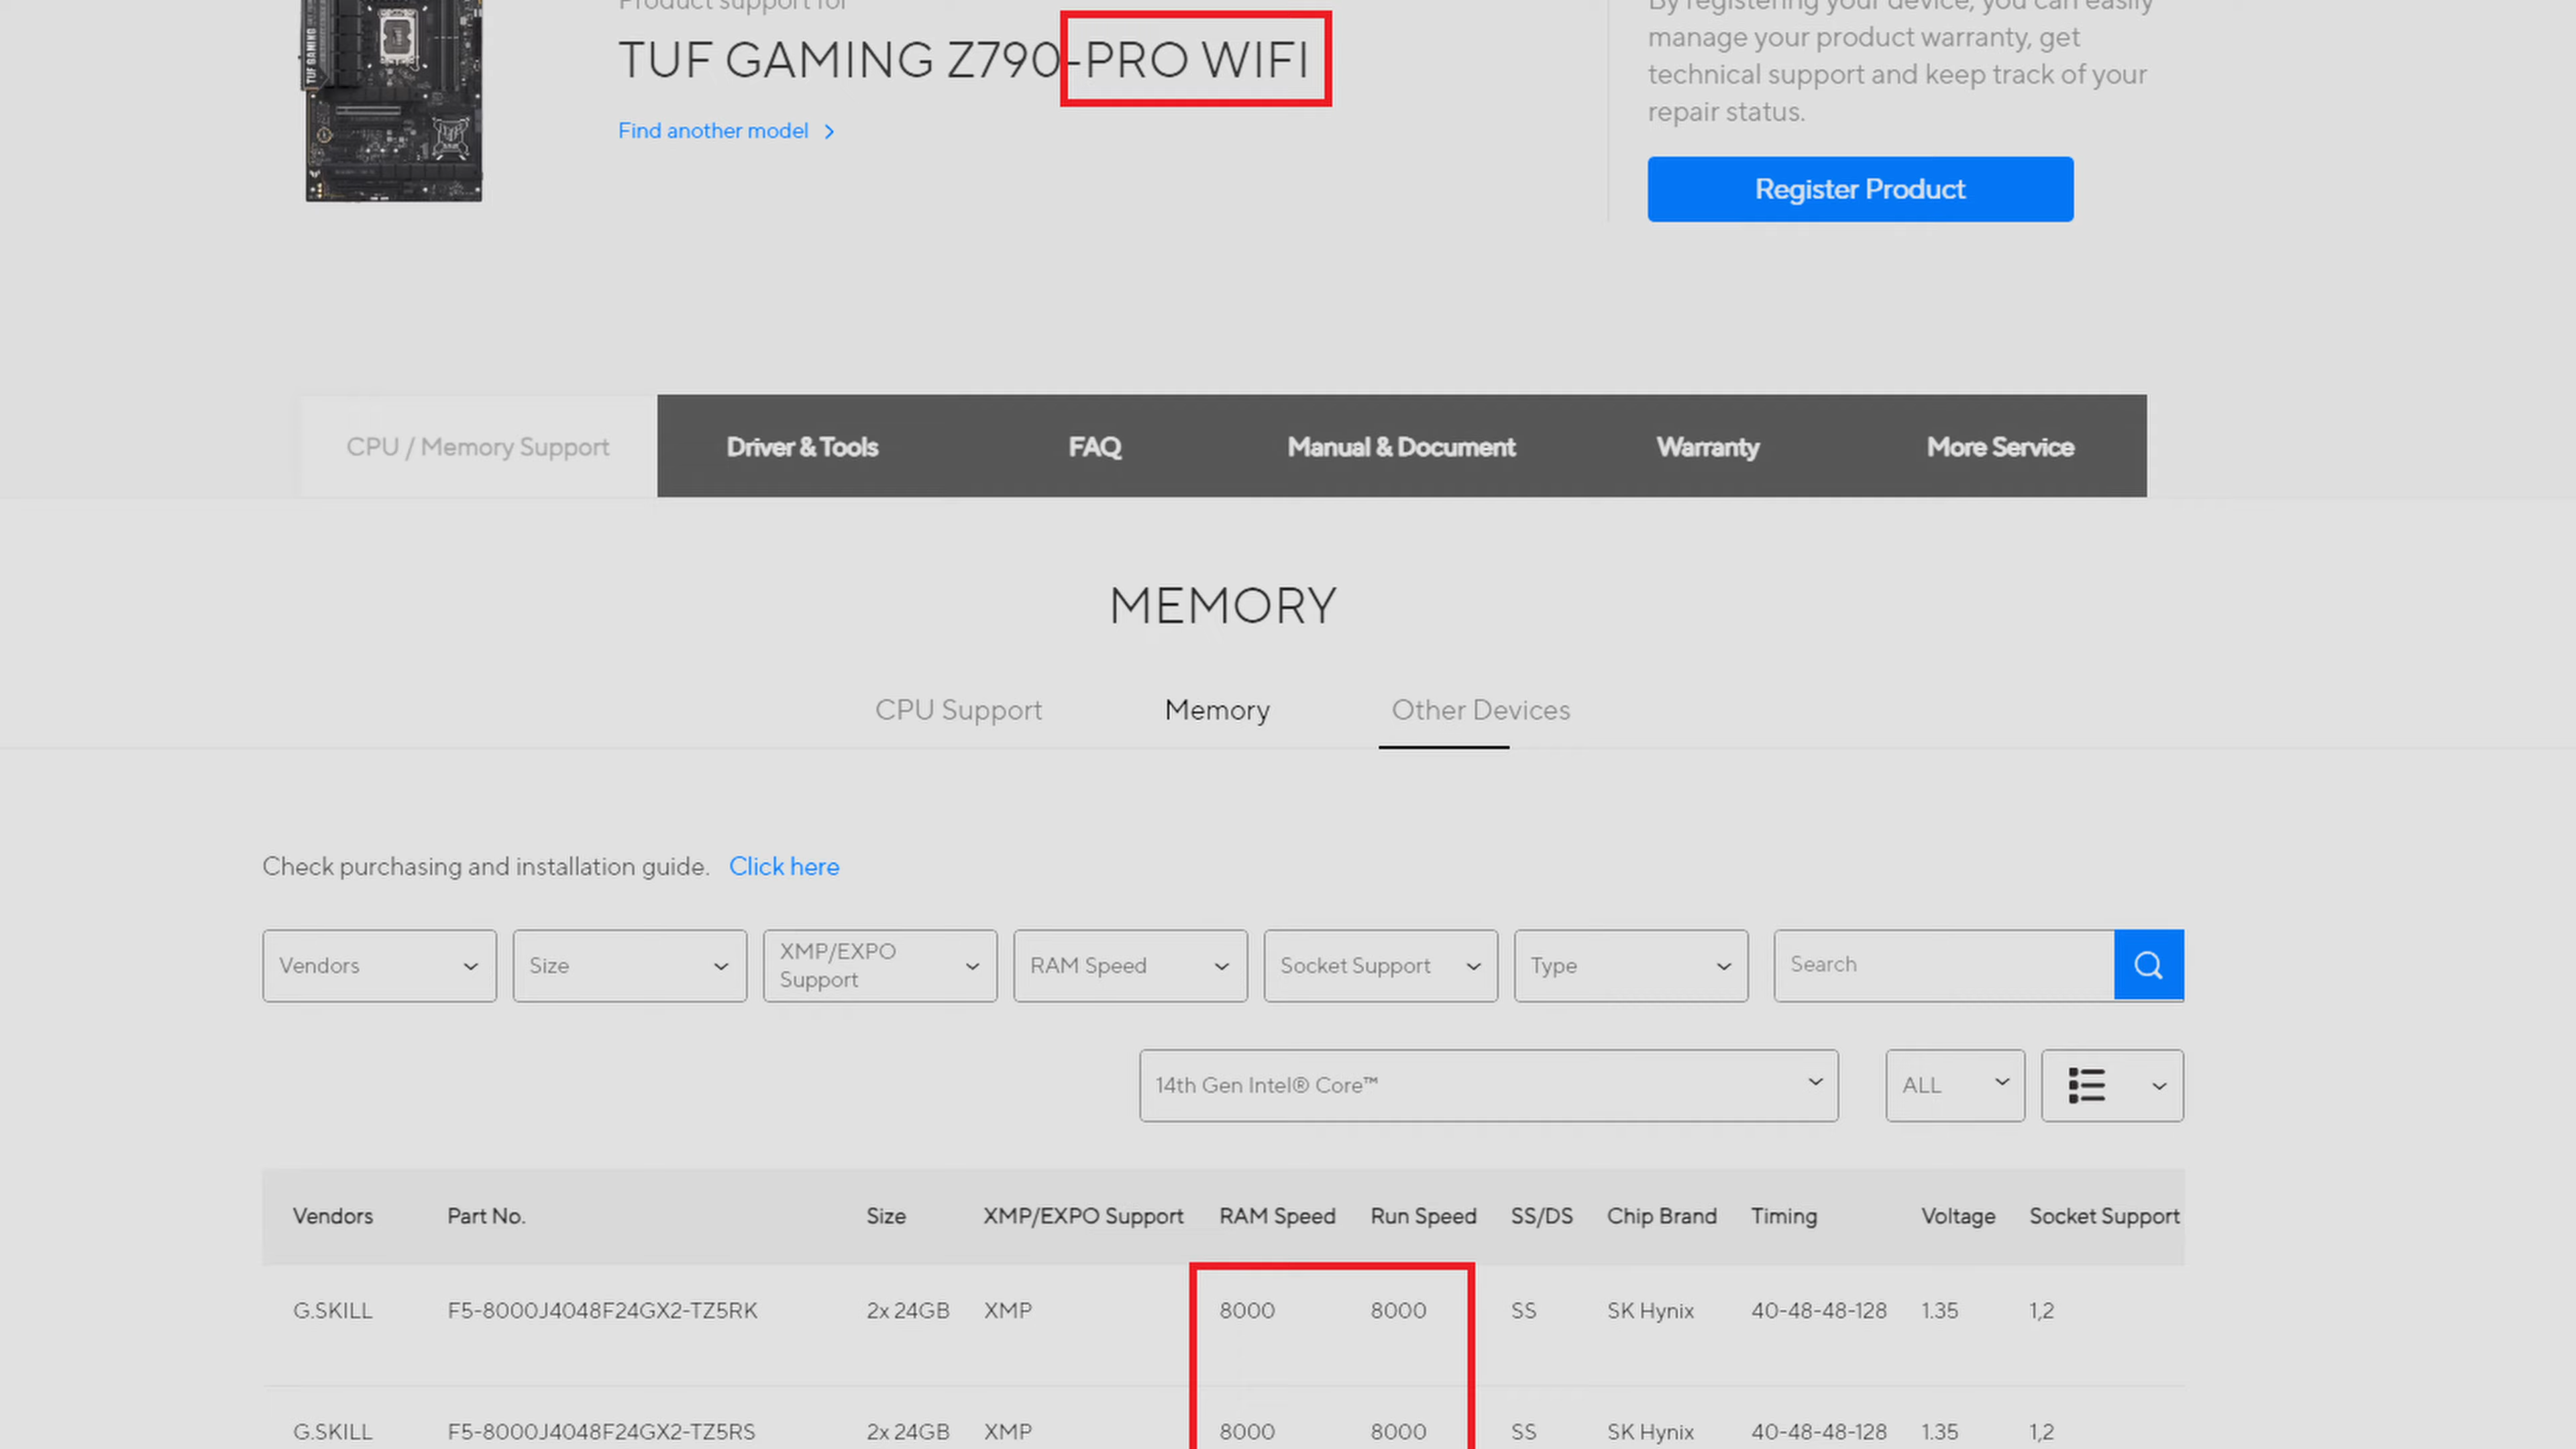 Product support for
TUF GAMING Z790-PRO WIFI
Find another model
By registering your device, you can easily
manage your product warranty, get
technical support and keep track of your
repair status.
Register Product
TUF GAMING
CPU / Memory Support Driver & Tools FAQ Manual & Document Warranty More Service
MEMORY
CPU Support Memory Other Devices
Check purchasing and installation guide. Click here
Vendors Size XMP/EXPO Support RAM Speed Socket Support Type Search
14th Gen Intel® Core™ ALL
Vendors Part No. Size XMP/EXPO Support RAM Speed Run Speed SS/DS Chip Brand Timing Voltage Socket Support
G.SKILL F5-8000J4048F24GX2-TZ5RK 2x 24GB XMP 8000 8000 SS SK Hynix 40-48-48-128 1.35 1,2
G.SKILL F5-8000J4048F24GX2-TZ5RS 2x 24GB XMP 8000 8000 SS SK Hynix 40-48-48-128 1.35 1,2